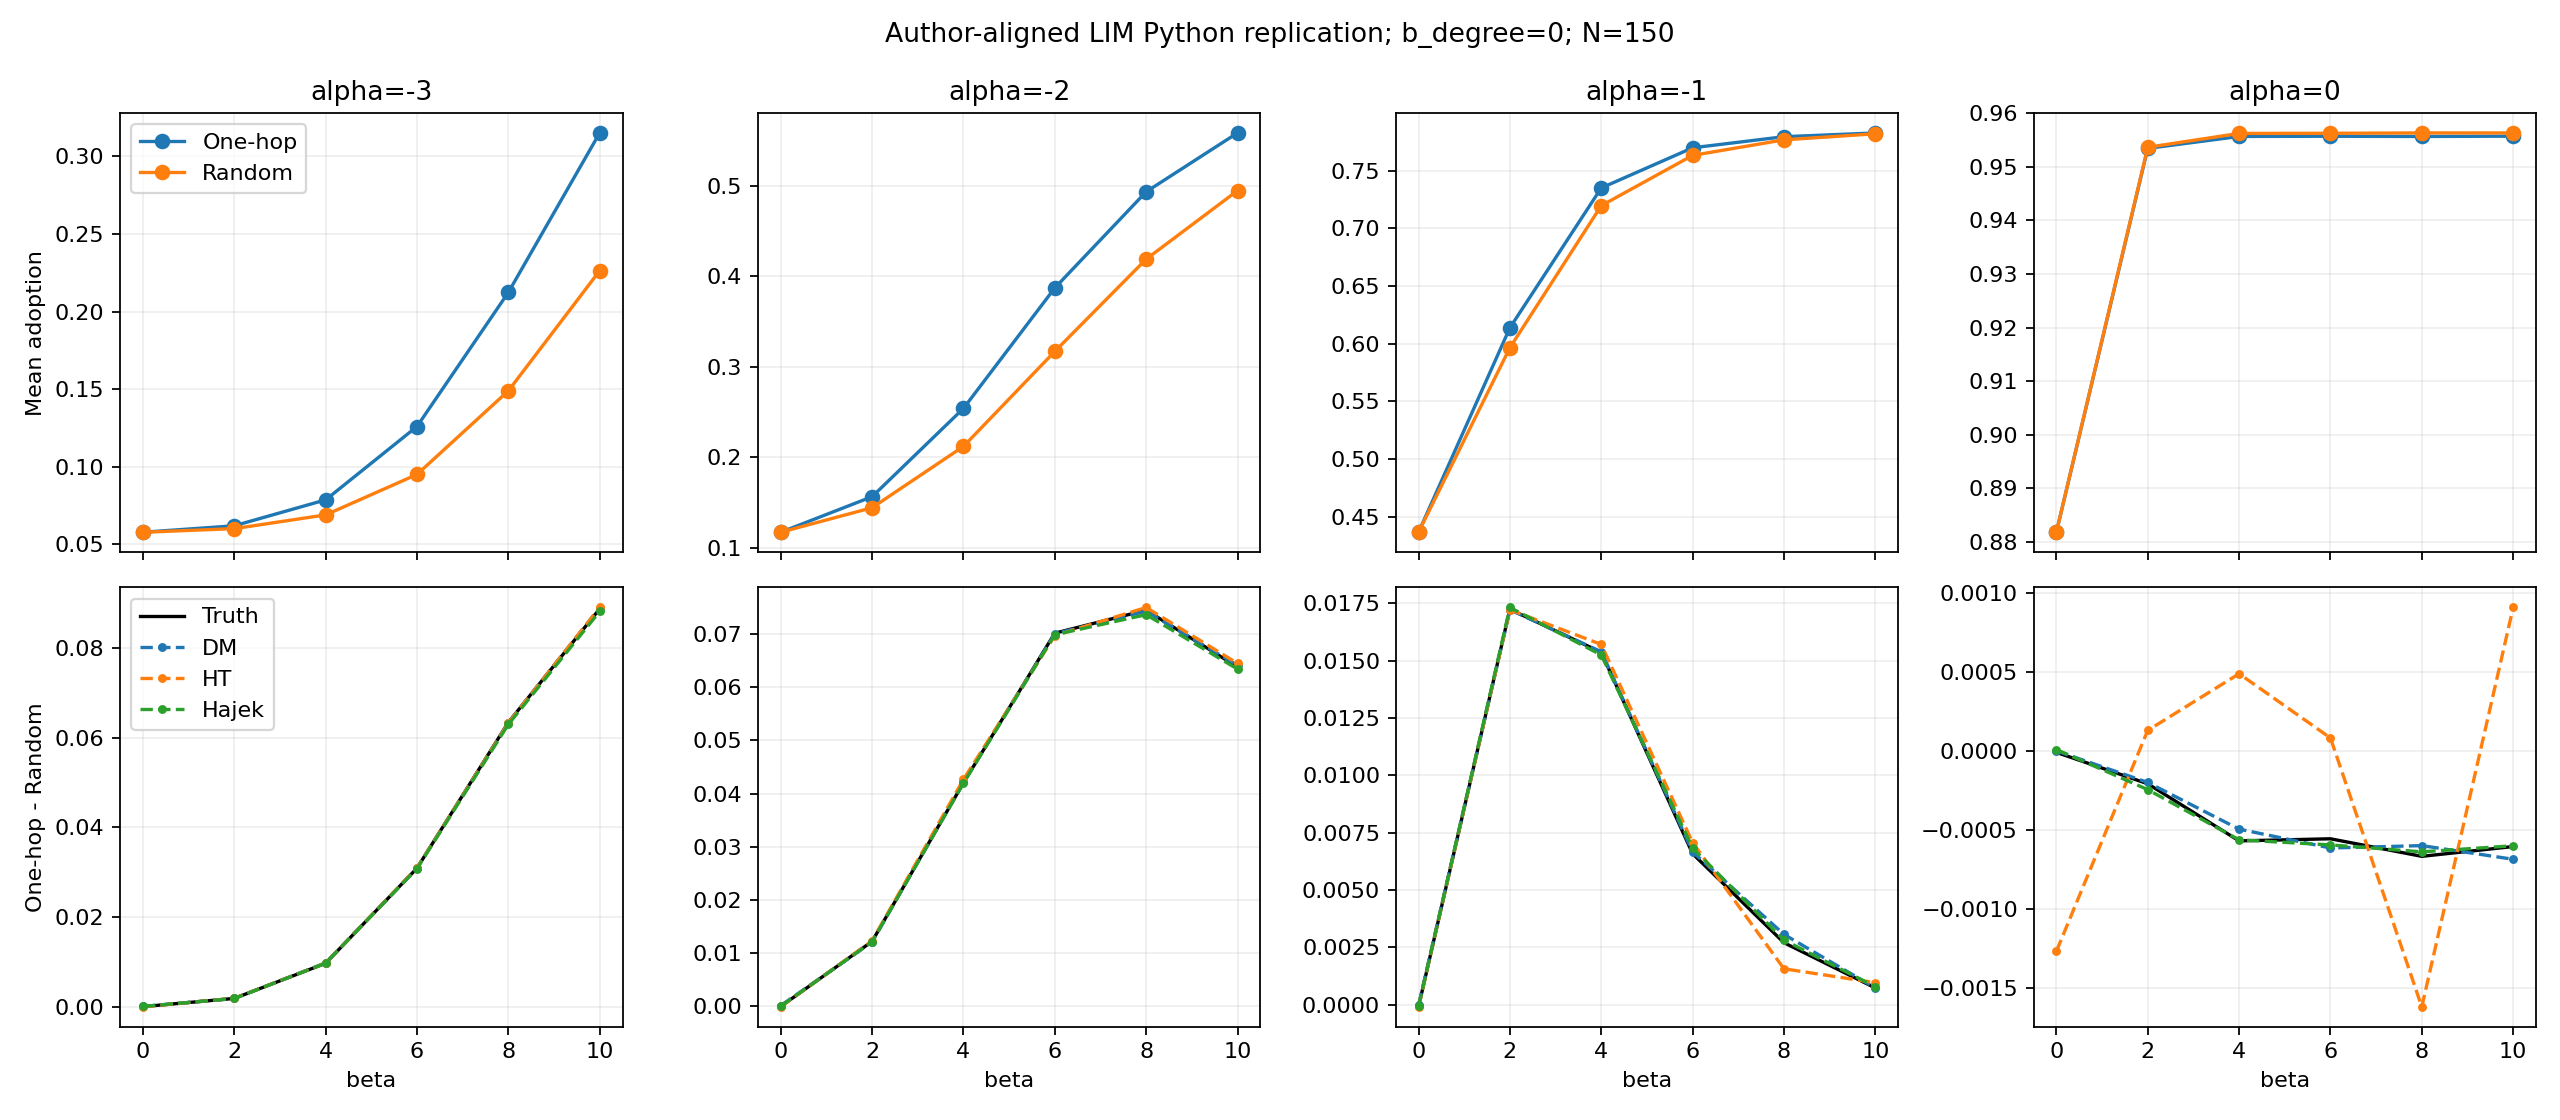 Author-aligned LIM Python replication; b_degree=0; N=150
alpha=-3
alpha=-2
alpha=-1
alpha=0
Mean adoption
0.30
0.25
0.20
0.15
0.10
0.05
One-hop
Random
0.5
0.4
0.3
0.2
0.1
0.75
0.70
0.65
0.60
0.55
0.50
0.45
0.96
0.95
0.94
0.93
0.92
0.91
0.90
0.89
0.88
One-hop - Random
0.08
0.06
0.04
0.02
0.00
Truth
DM
HT
Hajek
0 2 4 6 8 10
beta
0.07
0.06
0.05
0.04
0.03
0.02
0.01
0.00
0 2 4 6 8 10
beta
0.0175
0.0150
0.0125
0.0100
0.0075
0.0050
0.0025
0.0000
0 2 4 6 8 10
beta
0.0010
0.0005
0.0000
−0.0005
−0.0010
−0.0015
0 2 4 6 8 10
beta